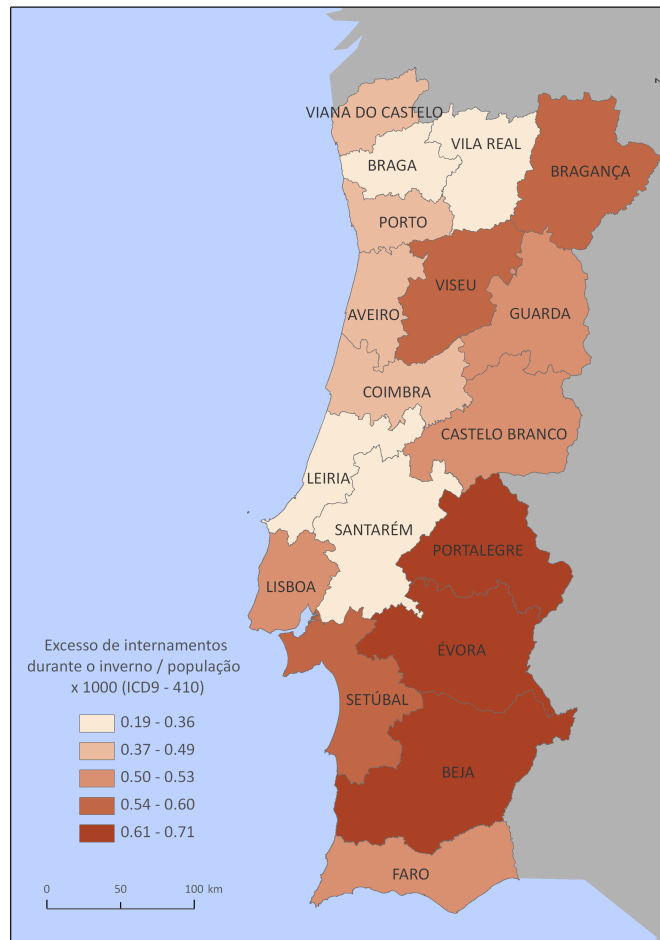 VIANA DO CASTELO
VILA REAL
BRAGA
BRAGANÇA
PORTO
VISEU
AVEIRO
GUARDA
COIMBRA
CASTELO BRANCO
LEIRIA
SANTARÉM
PORTALEGRE
LISBOA
ÉVORA
SETÚBAL
BEJA
FARO
Excesso de internamentos
durante o inverno / população
x 1000 (ICD9 - 410)
0.19 - 0.36
0.37 - 0.49
0.50 - 0.53
0.54 - 0.60
0.61 - 0.71
0 50 100 km